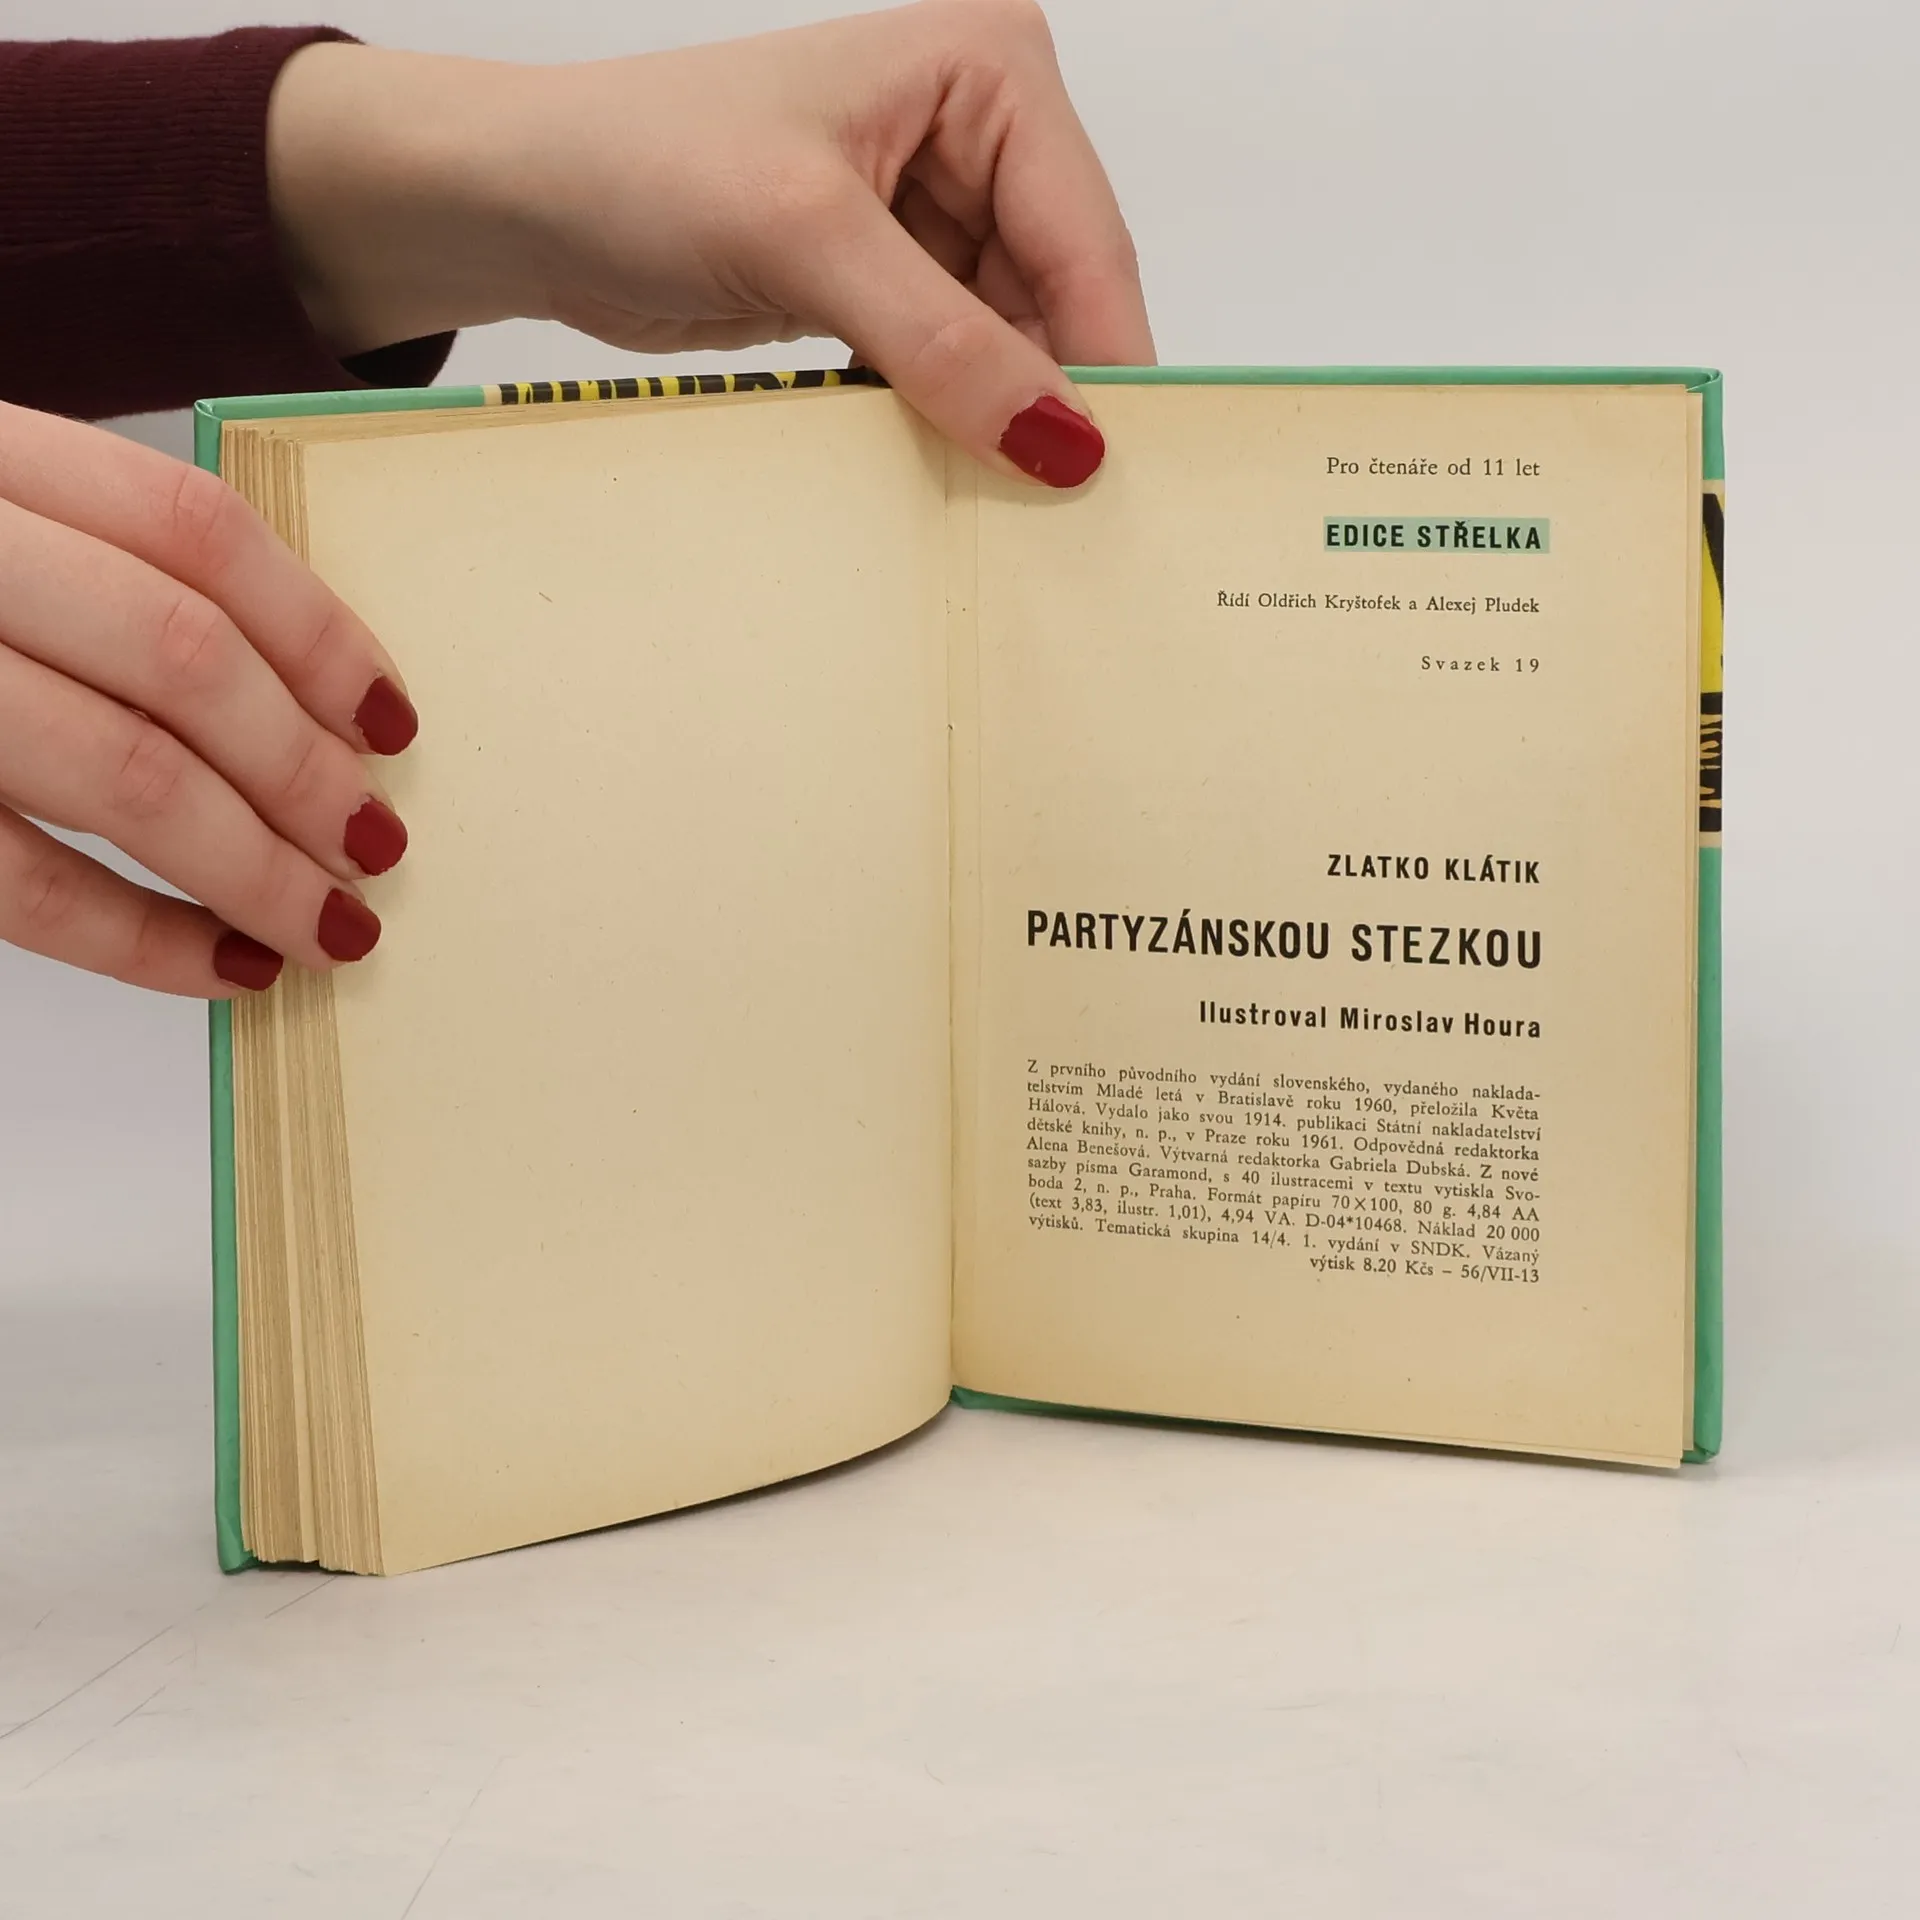 Pro čtenáře od 11 let
EDICE STŘELKA
Řídí Oldřich Kryštofek a Alexej Pludek
Svazek 19
ZLATKO KLÁTIK
PARTYZÁNSKOU STEZKOU
Ilustroval Miroslav Houra
Z prvního původního vydání slovenského, vydaného naklada-
telstvím Mladé letá v Bratislavě roku 1960, přeložila Květa
Hálová. Vydalo jako svou 1914. publikaci Státní nakladatelství
dětské knihy, n. p., v Praze roku 1961. Odpovědná redaktorka
Alena Benešová. Výtvarná redaktorka Gabriela Dubská. Z nové
sazby písma Garamond, s 40 ilustracemi v textu vytiskla Svo-
boda 2, n. p., Praha. Formát papíru 70×100, 80 g. 4,84 AA
(text 3,83, ilustr. 1,01), 4,94 VA. D-04*10468. Náklad 20 000
výtisků. Tematická skupina 14/4. 1. vydání v SNDK. Vázaný
výtisk 8.20 Kčs – 56/VII-13